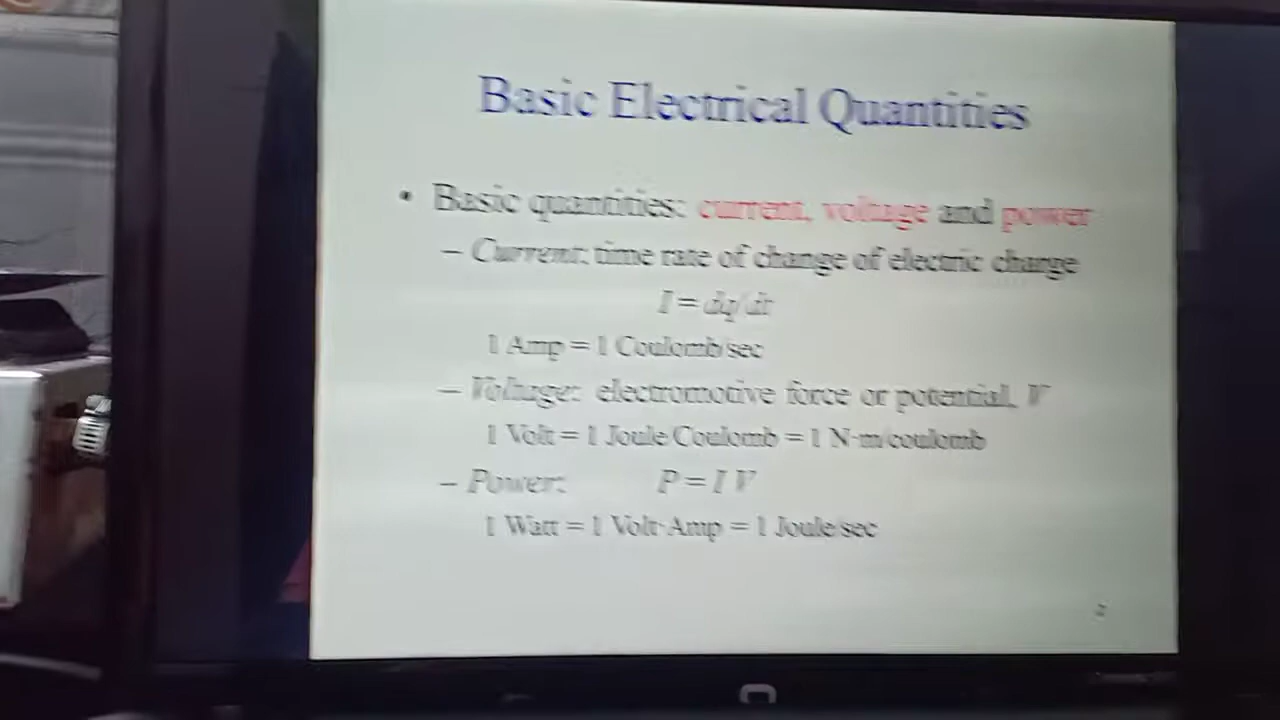 Basic Electrical Quantities
• Basic quantities: current, voltage and power
– Current: time rate of change of electric charge
I = dq/dt
1 Amp = 1 Coulomb/sec
– Voltage: electromotive force or potential, V
1 Volt = 1 Joule/Coulomb = 1 N·m/coulomb
– Power: P = I V
1 Watt = 1 Volt·Amp = 1 Joule/sec
2